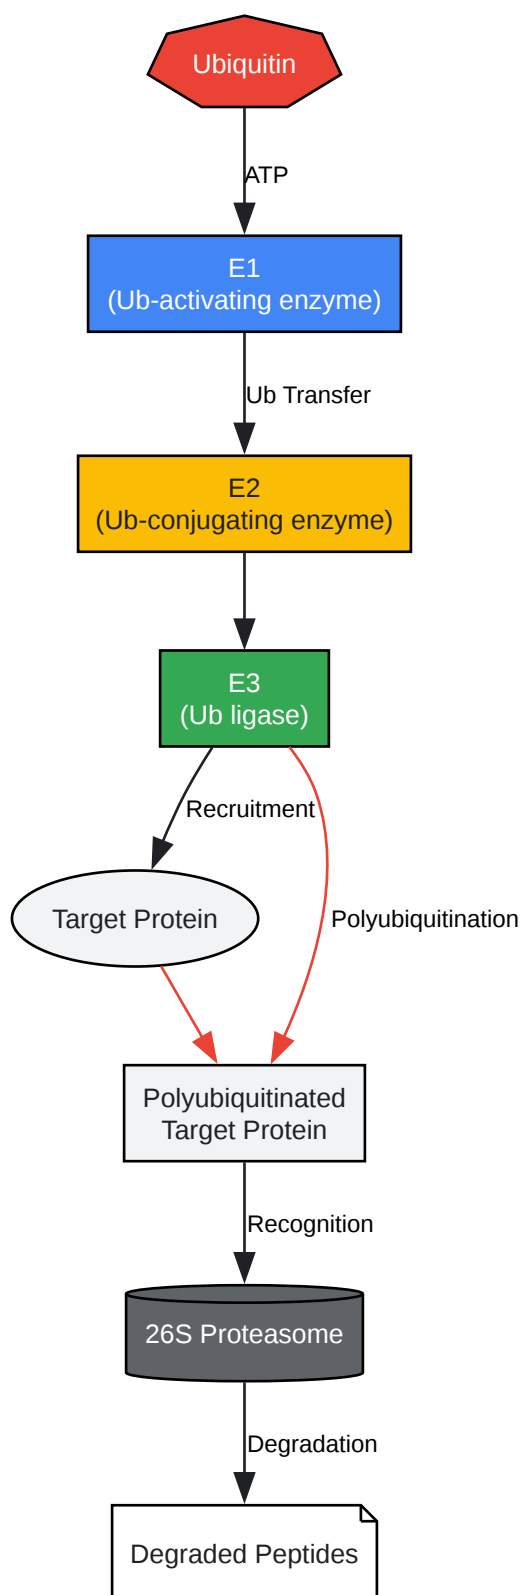 Ubiquitin
ATP
E1
(Ub-activating enzyme)
Ub Transfer
E2
(Ub-conjugating enzyme)
E3
(Ub ligase)
Recruitment
Target Protein
Polyubiquitination
Polyubiquitinated
Target Protein
Recognition
26S Proteasome
Degradation
Degraded Peptides